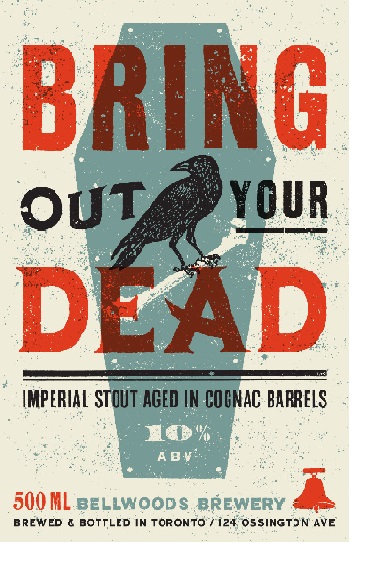 BRING
OUT YOUR
DEAD
IMPERIAL STOUT AGED IN COGNAC BARRELS
10%
ABV
500 ML BELLWOODS BREWERY
BREWED & BOTTLED IN TORONTO / 124 OSSINGTON AVE